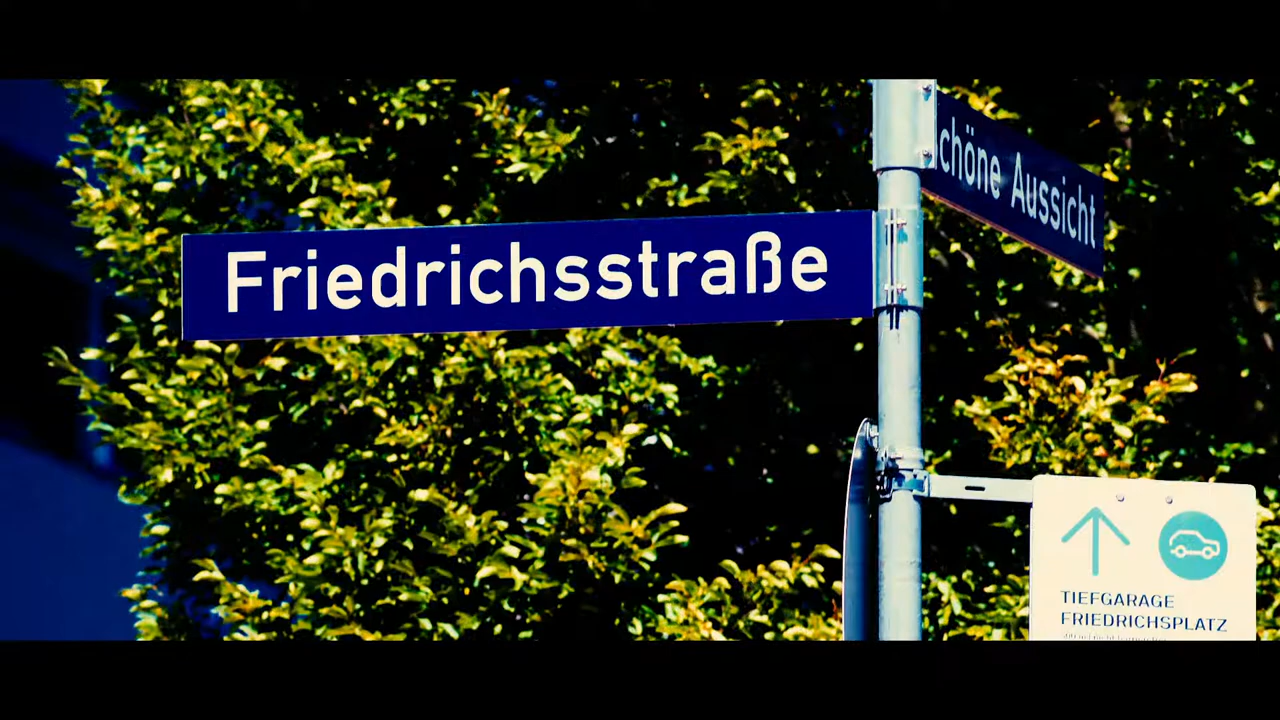 Friedrichsstraße
chöne Aussicht
TIEFGARAGE
FRIEDRICHSPLATZ